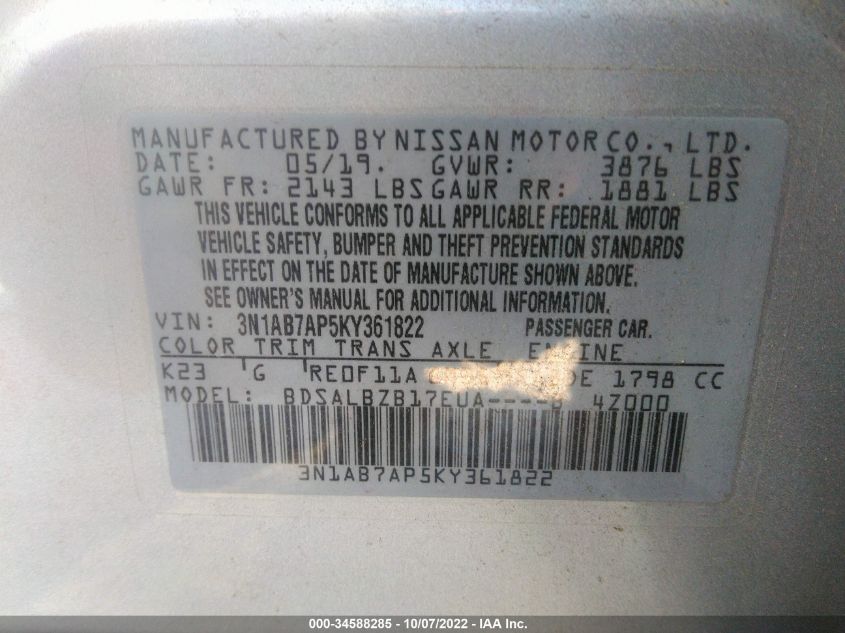 MANUFACTURED BY NISSAN MOTOR CO., LTD.
DATE: 05/19. GVWR: 3876 LBS
GAWR FR: 2143 LBS GAWR RR: 1881 LBS
THIS VEHICLE CONFORMS TO ALL APPLICABLE FEDERAL MOTOR
VEHICLE SAFETY, BUMPER AND THEFT PREVENTION STANDARDS
IN EFFECT ON THE DATE OF MANUFACTURE SHOWN ABOVE.
SEE OWNER'S MANUAL FOR ADDITIONAL INFORMATION.
VIN: 3N1AB7AP5KY361822 PASSENGER CAR.
COLOR TRIM TRANS AXLE ENGINE
K23 G RE0F11A 1798 CC
MODEL: BDSALBZB17EUA 4Z000
3N1AB7AP5KY361822
000-34588285 - 10/07/2022 - IAA Inc.